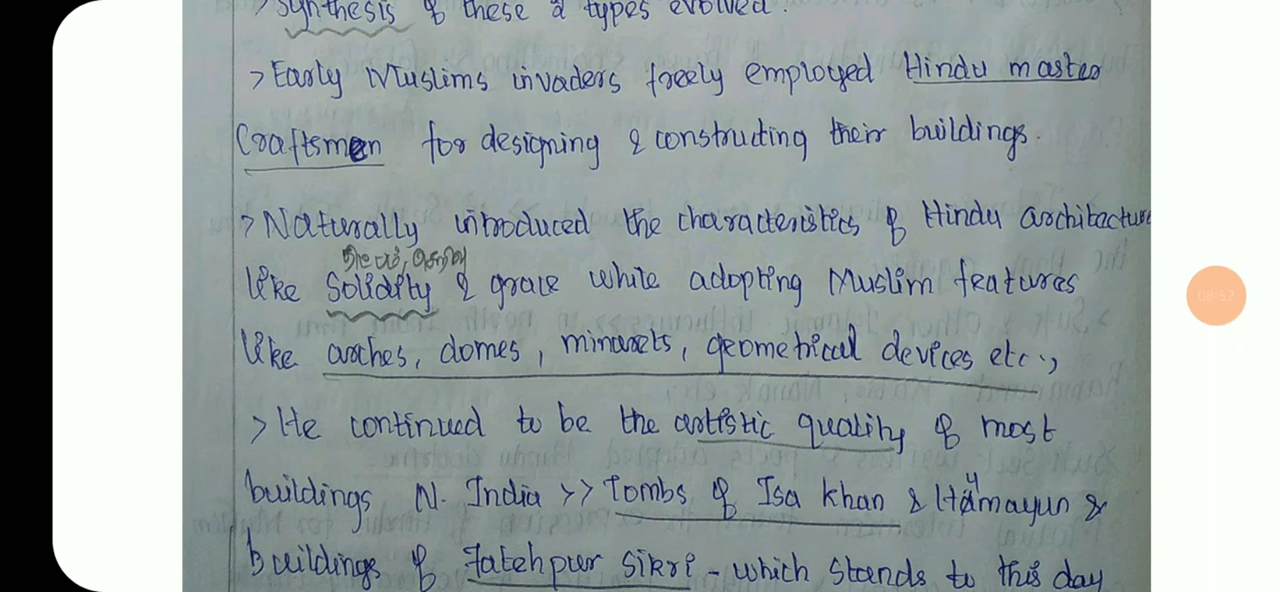 > Synthesis of these 2 types evolved.
> Early Muslims invaders freely employed Hindu master
Craftsmen for designing & constructing their buildings.
> Naturally introduced the characteristics of Hindu architecture
like Solidity & grace while adopting Muslim features
like arches, domes, minarets, geometrical devices etc.,
> He continued to be the artistic quality of most
buildings N. India >> Tombs of Isa khan & Humayun &
buildings of Fatehpur Sikri - which stands to this day
08:52